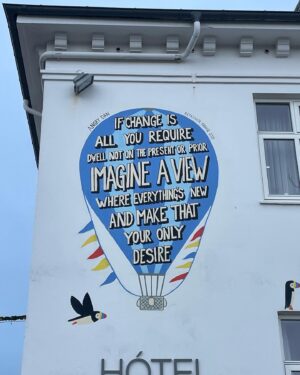 IF CHANGE IS
ALL YOU REQUIRE
DWELL NOT ON THE PRESENT OR PRIOR
IMAGINE A VIEW
WHERE EVERYTHING'S NEW
AND MAKE THAT
YOUR ONLY
DESIRE
HÓTEL